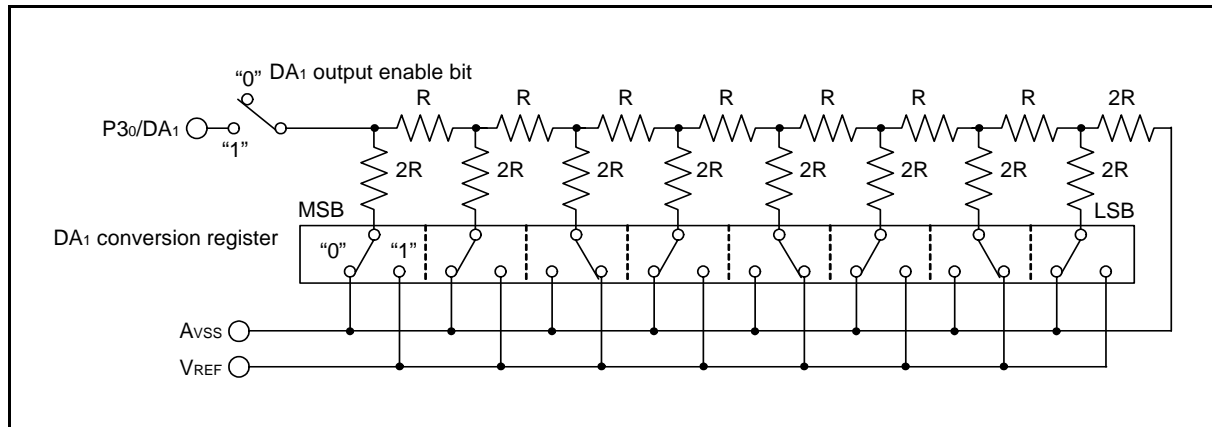 “0” DA1 output enable bit
R R R R R R R 2R
P30/DA1
“1”
2R 2R 2R 2R 2R 2R 2R 2R
MSB LSB
DA1 conversion register
“0” “1”
AVSS
VREF